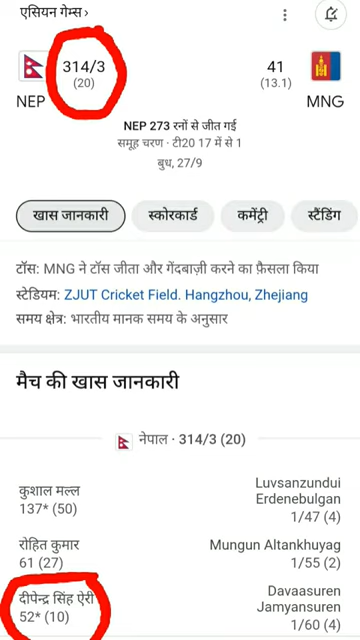 एसियन गेम्स ›
314/3
(20)
41
(13.1)
NEP
MNG
NEP 273 रनों से जीत गई
समूह चरण · टी20 17 में से 1
बुध, 27/9
खास जानकारी
स्कोरकार्ड
कमेंट्री
स्टैंडिंग
टॉस: MNG ने टॉस जीता और गेंदबाज़ी करने का फ़ैसला किया
स्टेडियम: ZJUT Cricket Field. Hangzhou, Zhejiang
समय क्षेत्र: भारतीय मानक समय के अनुसार
मैच की खास जानकारी
नेपाल · 314/3 (20)
कुशाल मल्ल
137* (50)
Luvsanzundui
Erdenebulgan
1/47 (4)
रोहित कुमार
61 (27)
Mungun Altankhuyag
1/55 (2)
दीपेन्द्र सिंह ऐरी
52* (10)
Davaasuren
Jamyansuren
1/60 (4)